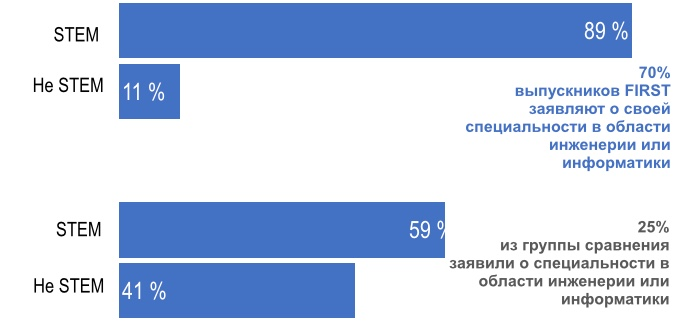 STEM
89 %
Не STEM
11 %
70%
выпускников FIRST
заявляют о своей
специальности в области
инженерии или
информатики
STEM
59 %
Не STEM
41 %
25%
из группы сравнения
заявили о специальности в
области инженерии или
информатики